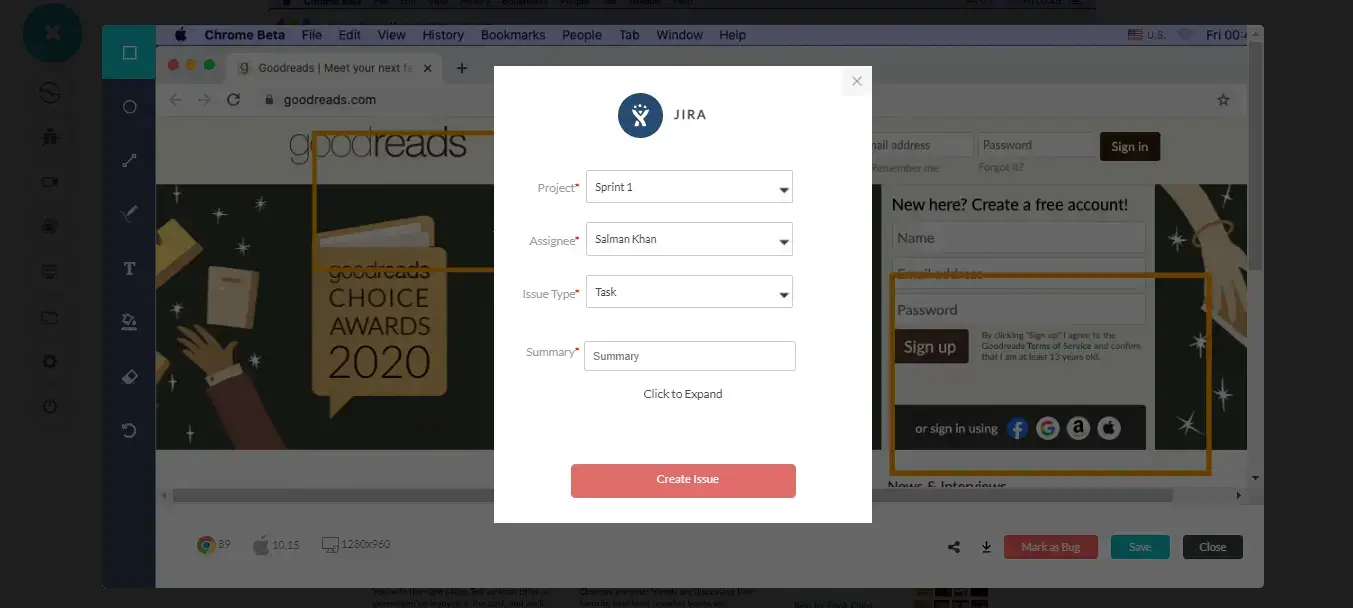 Chrome Beta File Edit View History Bookmarks People Tab Window Help U.S. Fri 00:4
Goodreads | Meet your next fa
goodreads.com
JIRA
goodreads
ail address
Password
Sign in
Remember me
Forgot it?
Project* Sprint 1
New here? Create a free account!
Name
Assignee* Salman Khan
Email address
goodreads
CHOICE
AWARDS
2020
Issue Type* Task
Password
Sign up
By clicking "Sign up" I agree to the
Goodreads Terms of Service and confirm
that I am at least 13 years old.
Summary* Summary
Click to Expand
or sign in using
Create Issue
News & Interviews
89 10.15 1280x960
Mark as Bug
Save
Close